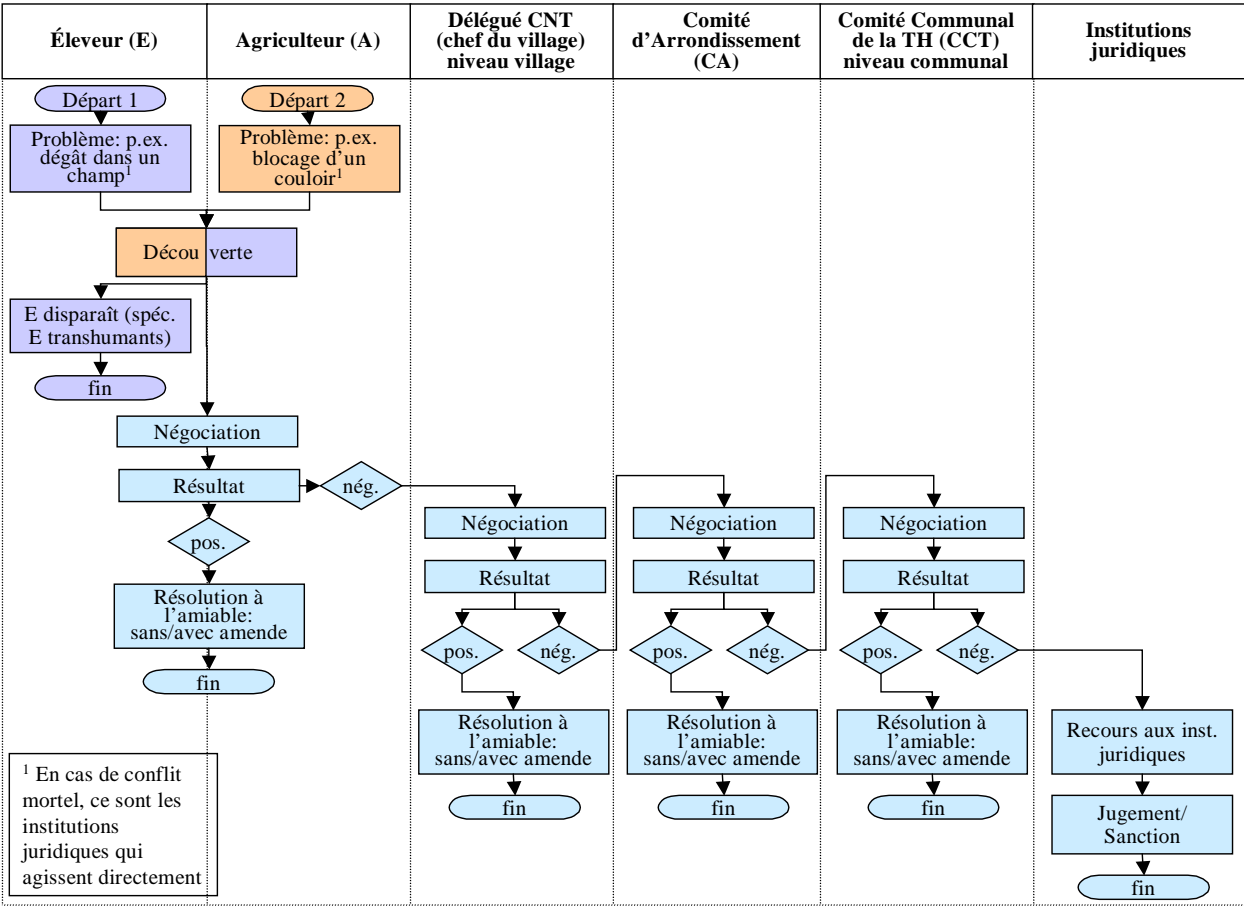 Éleveur (E)
Agriculteur (A)
Délégué CNT
(chef du village)
niveau village
Comité
d'Arrondissement
(CA)
Comité Communal
de la TH (CCT)
niveau communal
Institutions
juridiques
Départ 1
Départ 2
Problème: p.ex.
dégât dans un
champ¹
Problème: p.ex.
blocage d'un
couloir¹
Décou verte
E disparaît (spéc.
E transhumants)
fin
Négociation
Résultat
nég.
pos.
Résolution à
l'amiable:
sans/avec amende
fin
Négociation
Résultat
pos.
nég.
Résolution à
l'amiable:
sans/avec amende
fin
Négociation
Résultat
pos.
nég.
Résolution à
l'amiable:
sans/avec amende
fin
Négociation
Résultat
pos.
nég.
Résolution à
l'amiable:
sans/avec amende
fin
Recours aux inst.
juridiques
Jugement/
Sanction
fin
¹ En cas de conflit
mortel, ce sont les
institutions
juridiques qui
agissent directement